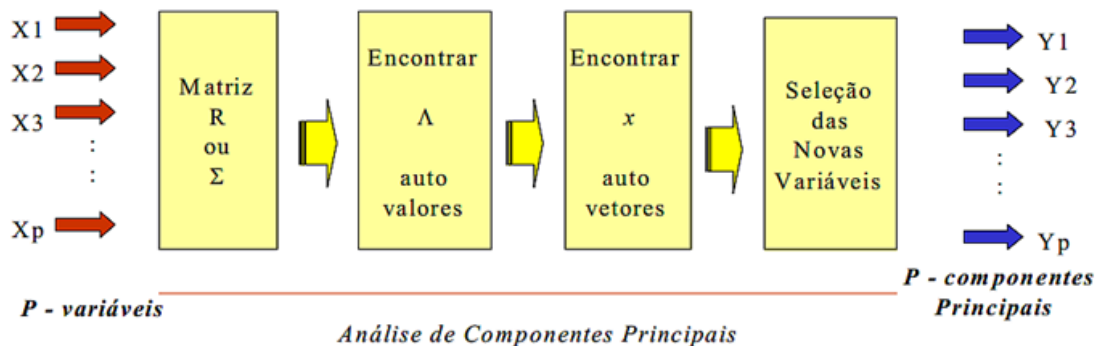 X1
X2
X3
:
:
Xp
P - variáveis
Matriz
R
ou
Σ
Encontrar
Λ
auto
valores
Encontrar
x
auto
vetores
Seleção
das
Novas
Variáveis
Y1
Y2
Y3
:
:
Yp
P - componentes
Principais
Análise de Componentes Principais